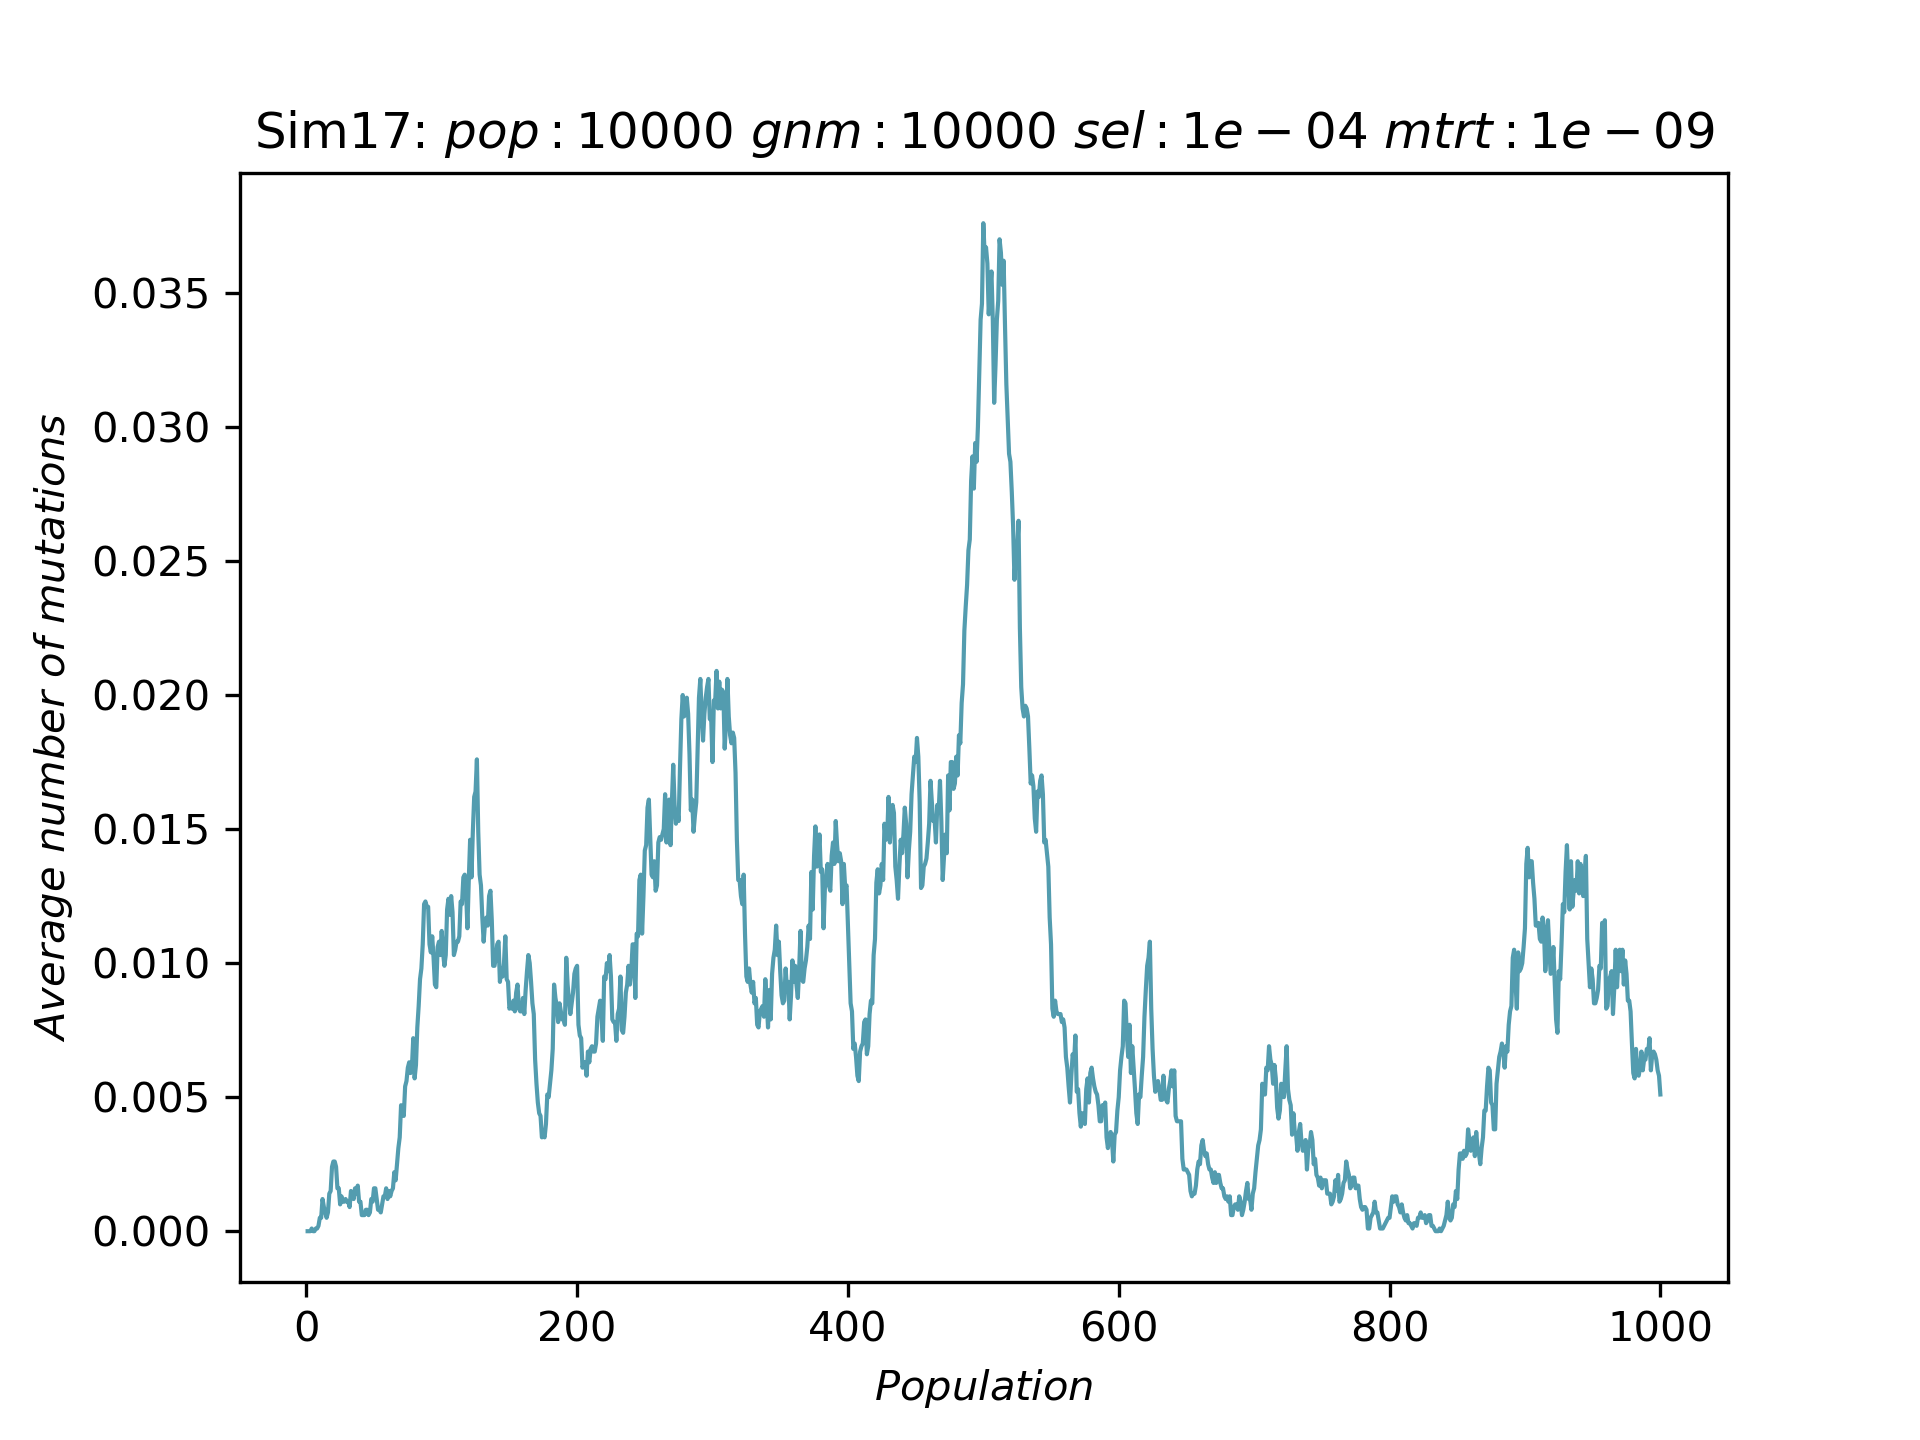 Sim17: pop : 10000 gnm : 10000 sel : 1e − 04 mtrt : 1e − 09
Average number of mutations
0.035
0.030
0.025
0.020
0.015
0.010
0.005
0.000
0 200 400 600 800 1000
Population